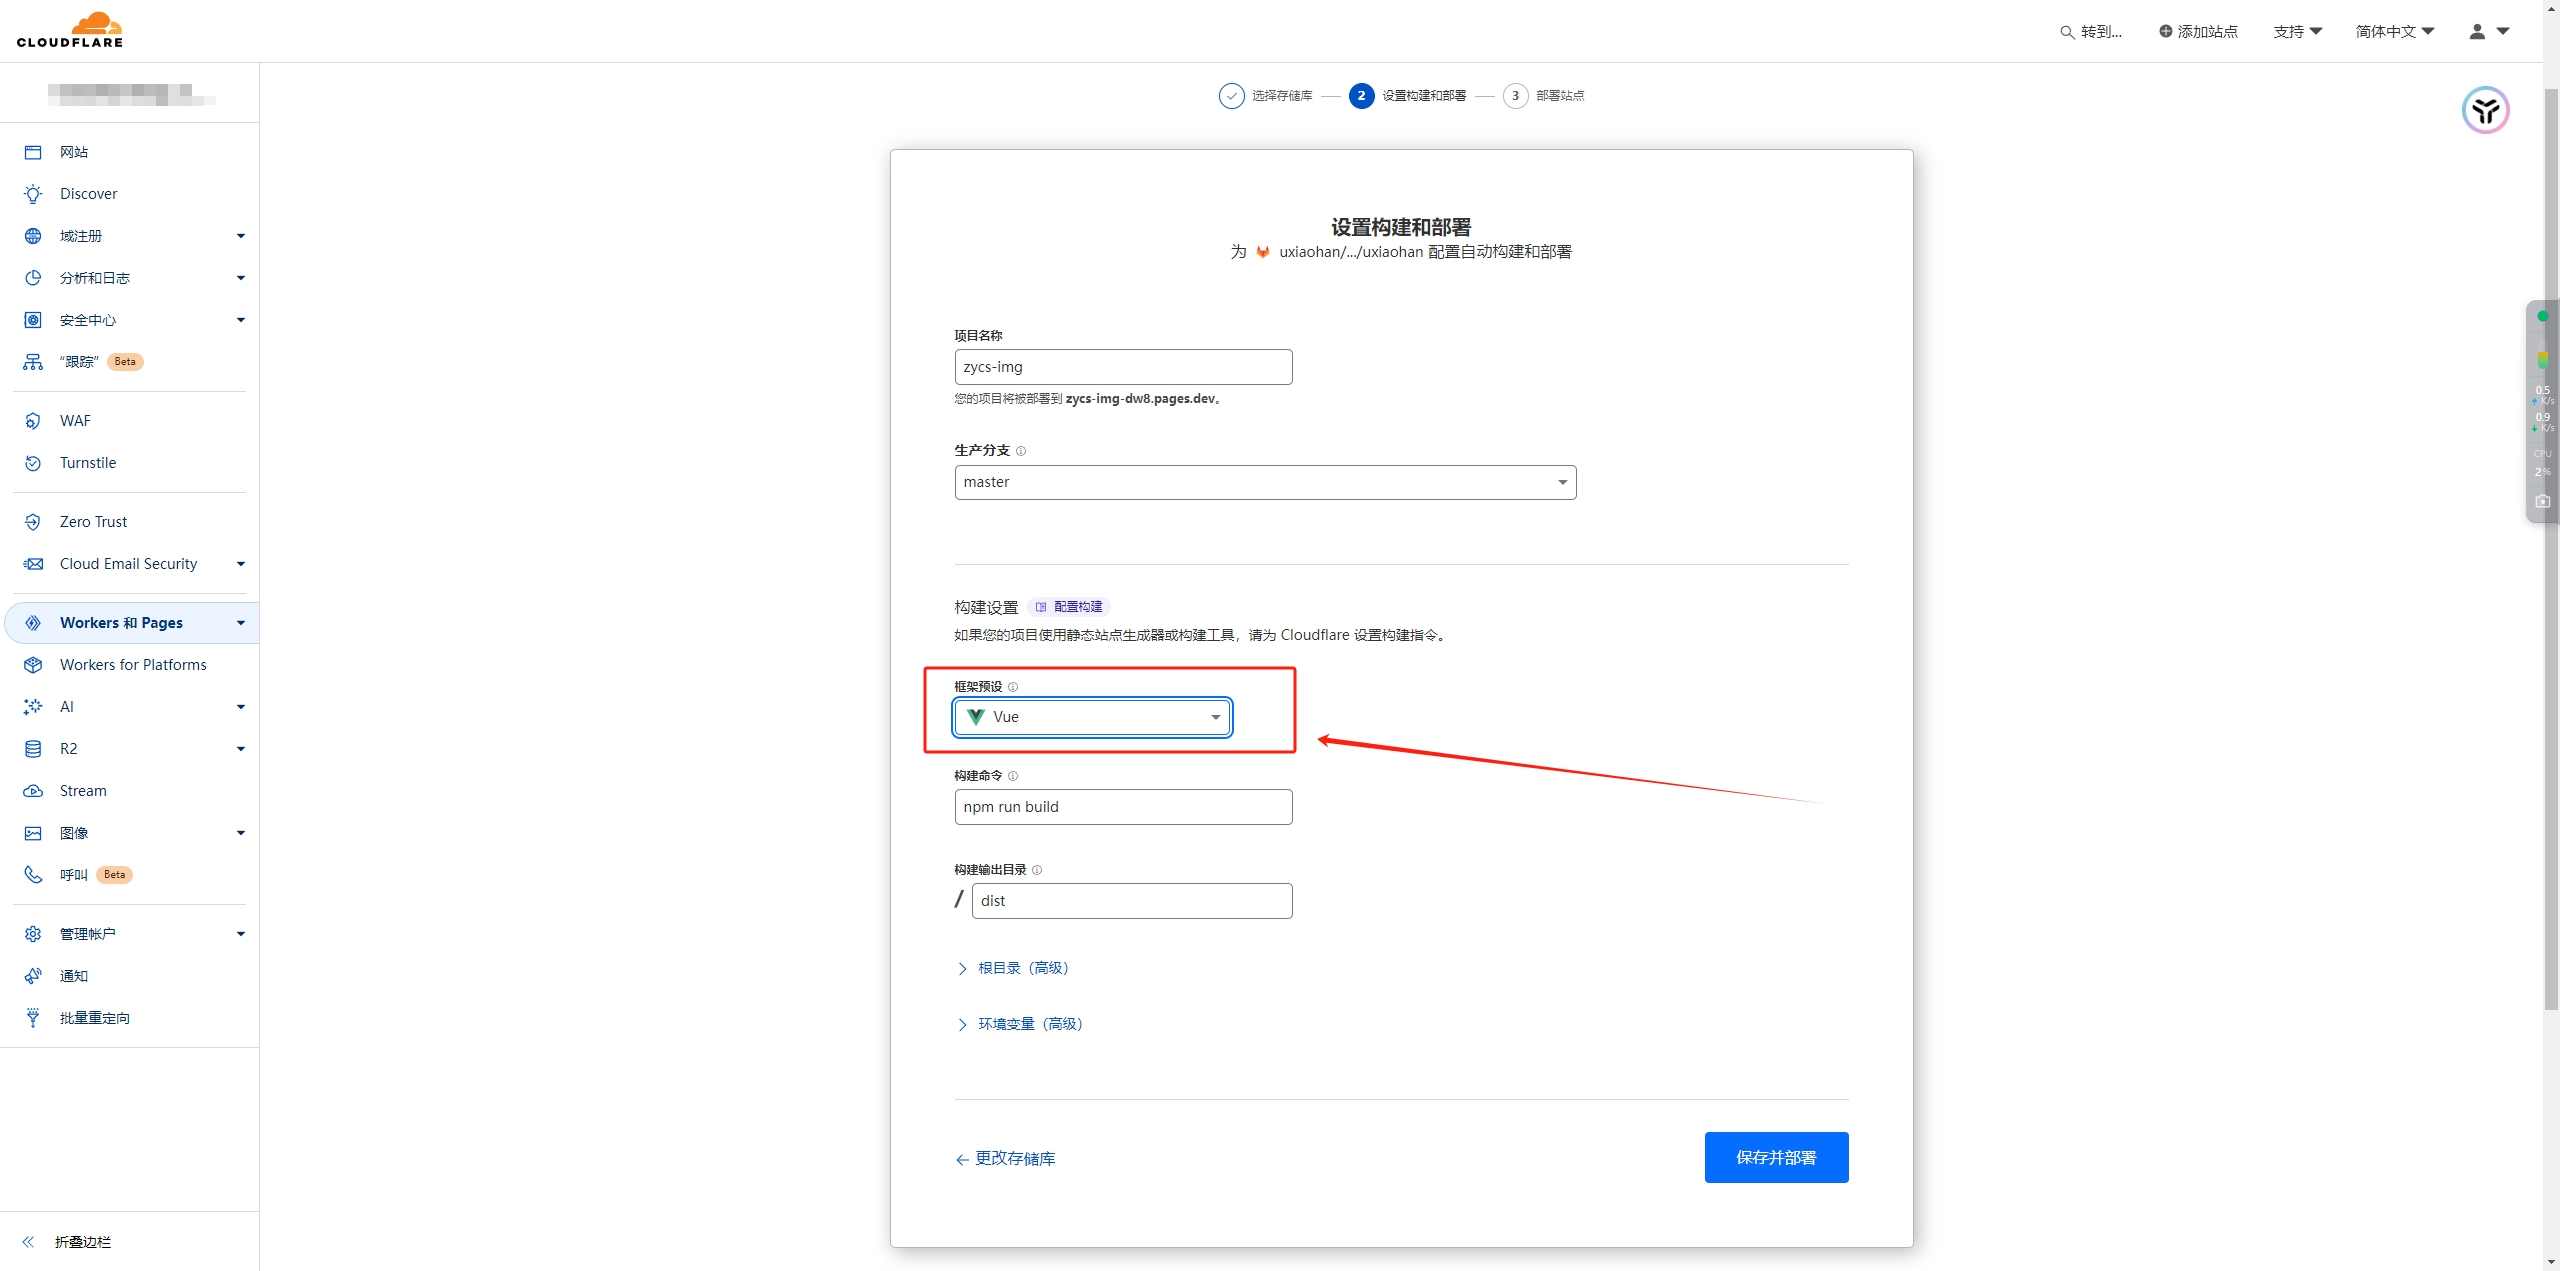 CLOUDFLARE
转到...
添加站点
支持
简体中文
网站
Discover
域注册
分析和日志
安全中心
“跟踪” Beta
WAF
Turnstile
Zero Trust
Cloud Email Security
Workers 和 Pages
Workers for Platforms
AI
R2
Stream
图像
呼叫 Beta
管理帐户
通知
批量重定向
折叠边栏
选择存储库
2 设置构建和部署
3 部署站点
设置构建和部署
为 uxiaohan/.../uxiaohan 配置自动构建和部署
项目名称
zycs-img
您的项目将被部署到 zycs-img-dw8.pages.dev。
生产分支
master
构建设置 配置构建
如果您的项目使用静态站点生成器或构建工具，请为 Cloudflare 设置构建指令。
框架预设
Vue
构建命令
npm run build
构建输出目录
/ dist
根目录（高级）
环境变量（高级）
更改存储库
保存并部署
0.5
K/s
0.9
K/s
CPU
2%